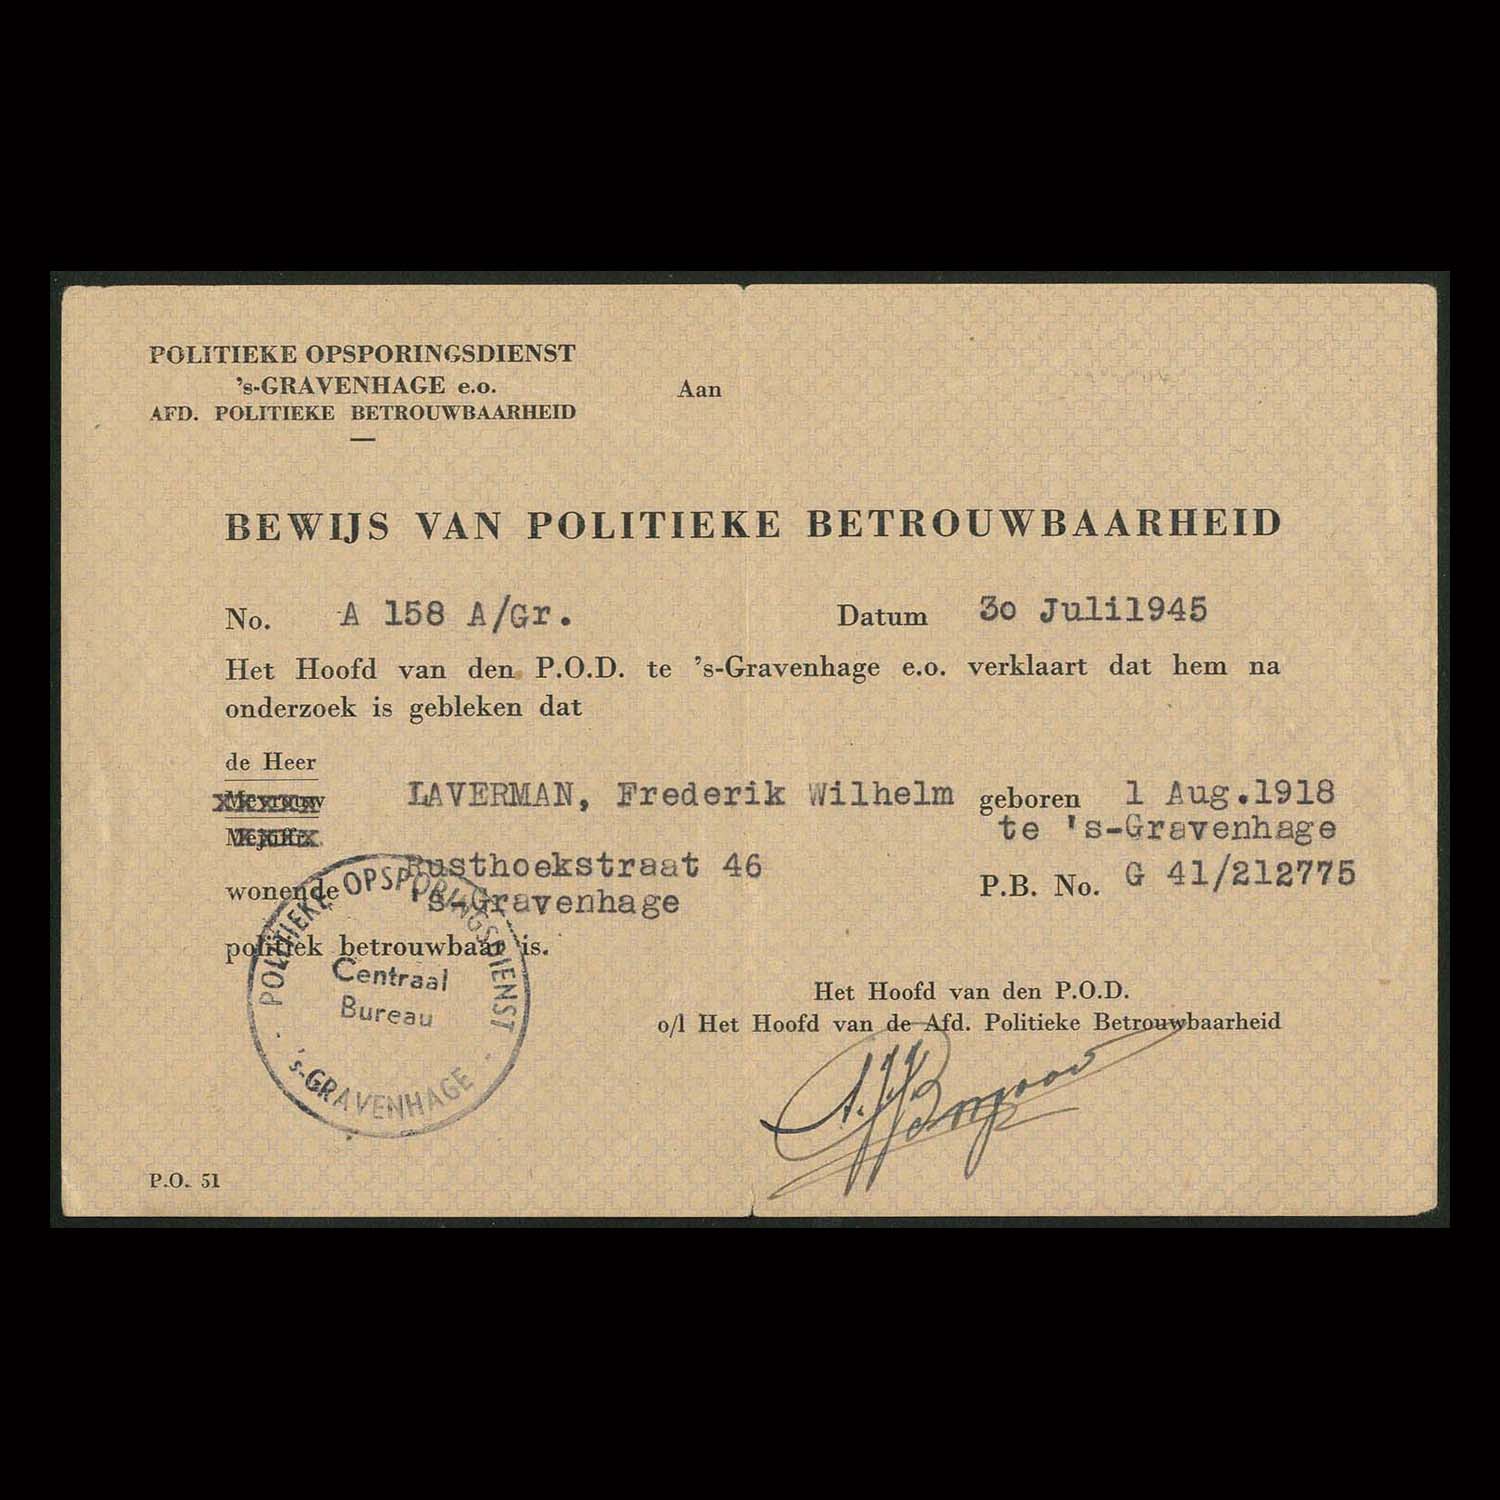 POLITIEKE OPSPORINGSDIENST
's-GRAVENHAGE e.o.
AFD. POLITIEKE BETROUWBAARHEID
Aan
BEWIJS VAN POLITIEKE BETROUWBAARHEID
No. A 158 A/Gr. Datum 30 Juli1945
Het Hoofd van den P.O.D. te 's-Gravenhage e.o. verklaart dat hem na
onderzoek is gebleken dat
de Heer
Mevrouw
LAVERMAN, Frederik Wilhelm geboren 1 Aug.1918
te 's-Gravenhage
Mejuffr.
Rusthoekstraat 46
wonende 's-Gravenhage
P.B. No. G 41/212775
politiek betrouwbaar is.
POLITIEKE OPSPORINGSDIENST
Centraal
Bureau
's-GRAVENHAGE
Het Hoofd van den P.O.D.
o/l Het Hoofd van de Afd. Politieke Betrouwbaarheid
P.O. 51